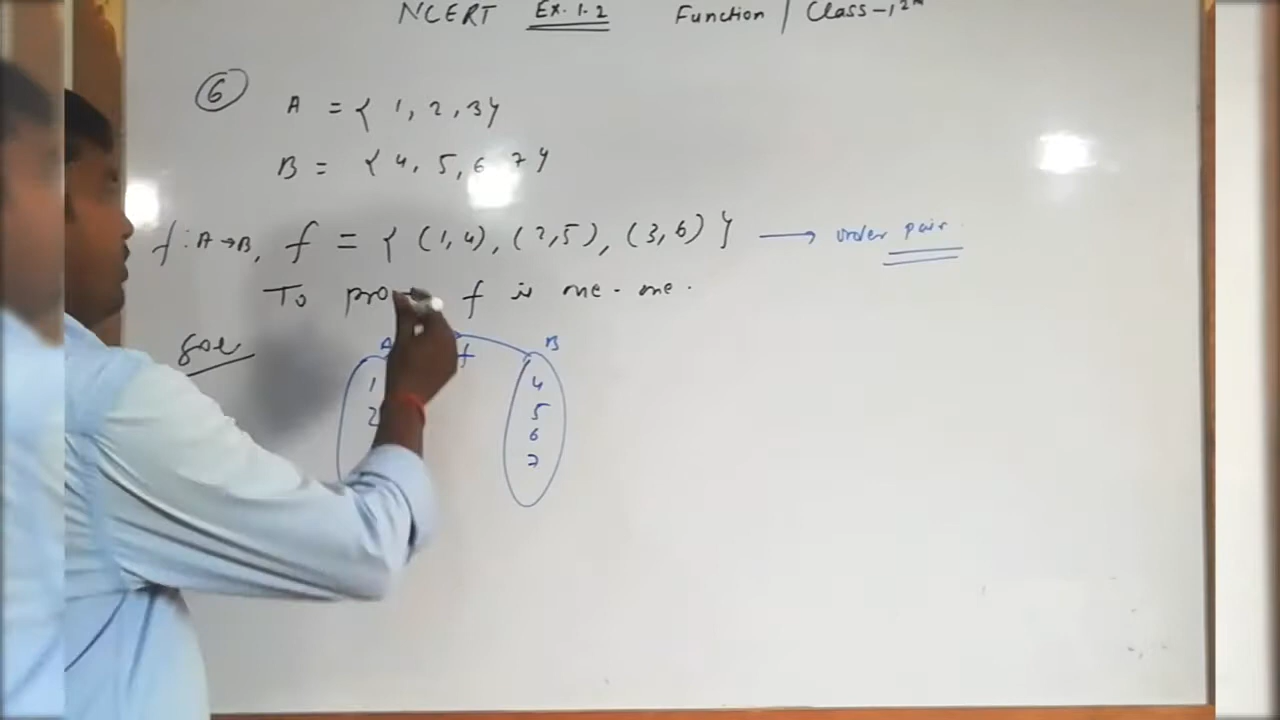 NCERT Ex. 1.2 Function / Class-12th
6
A = { 1, 2, 3}
B = { 4, 5, 6 7 }
f : A → B, f = { (1,4), (2,5), (3,6) } → order pair
To f is one-one.
Sol
A f B
1 4
2 5
6
7